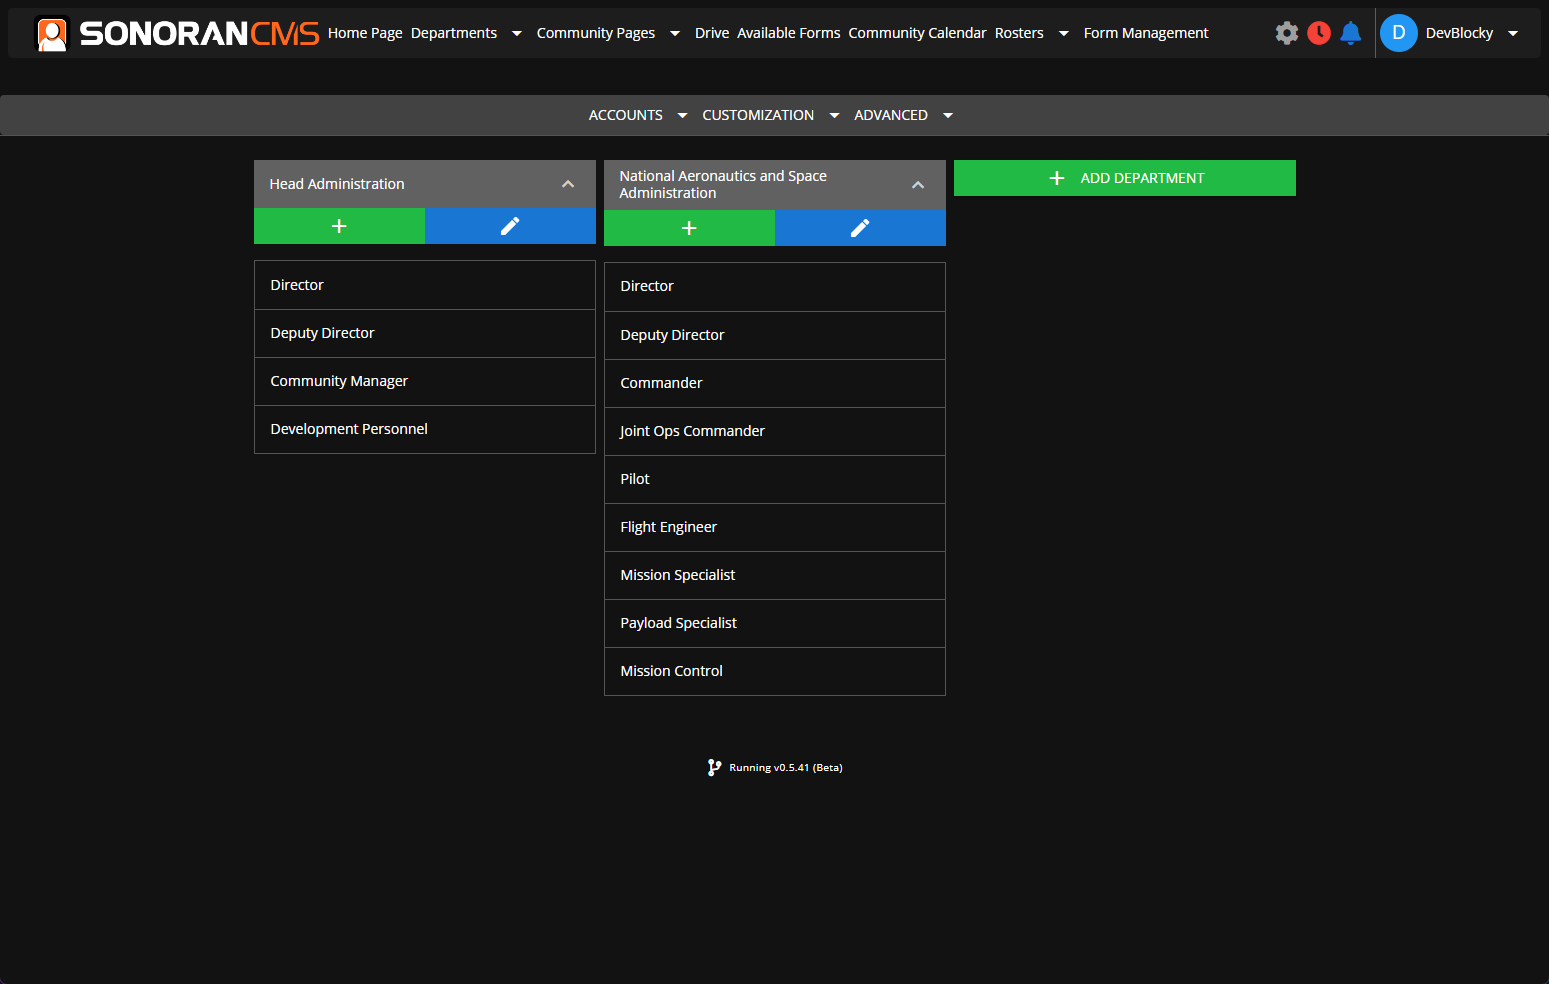 SONORANCMS Home Page Departments Community Pages Drive Available Forms Community Calendar Rosters Form Management D DevBlocky
ACCOUNTS CUSTOMIZATION ADVANCED
Head Administration
Director
Deputy Director
Community Manager
Development Personnel
National Aeronautics and Space
Administration
Director
Deputy Director
Commander
Joint Ops Commander
Pilot
Flight Engineer
Mission Specialist
Payload Specialist
Mission Control
ADD DEPARTMENT
Running v0.5.41 (Beta)